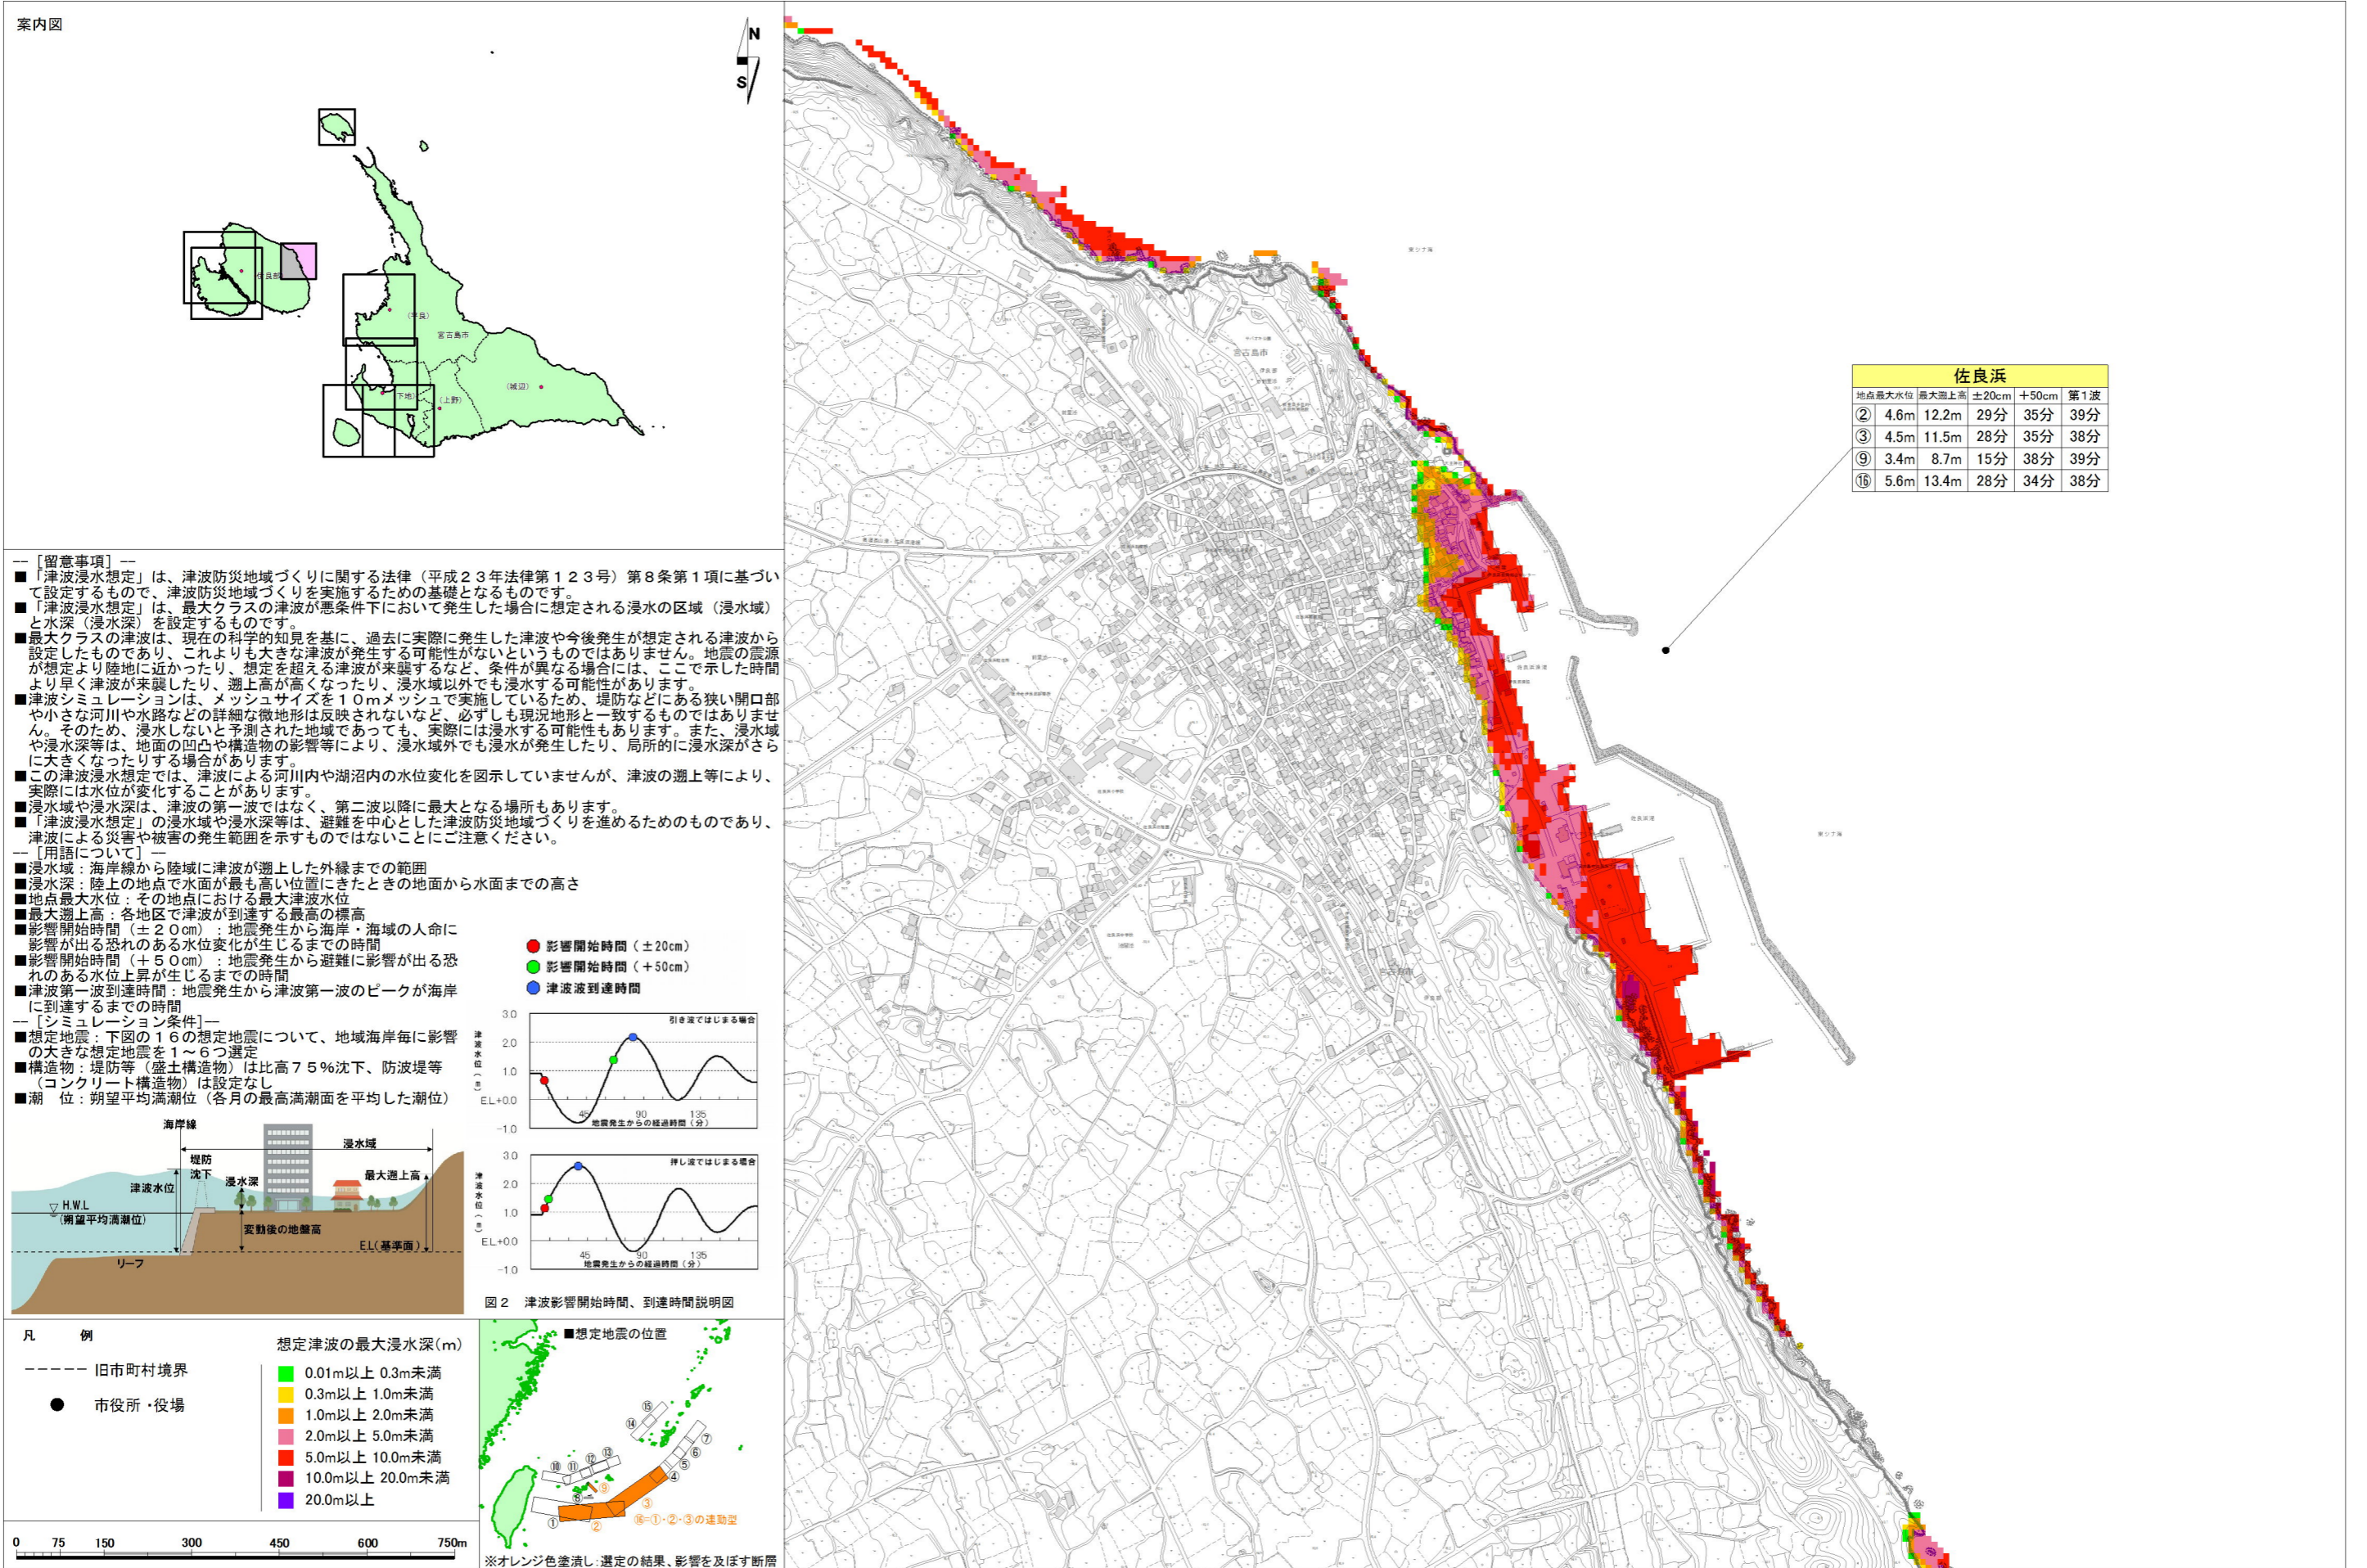 案内図
N
S
佐良部
(平良)
宮古島市
(城辺)
(下地)
(上野)
-- [留意事項] --
■「津波浸水想定」は、津波防災地域づくりに関する法律（平成２３年法律第１２３号）第８条第１項に基づい
て設定するもので、津波防災地域づくりを実施するための基礎となるものです。
■「津波浸水想定」は、最大クラスの津波が悪条件下において発生した場合に想定される浸水の区域（浸水域）
と水深（浸水深）を設定するものです。
■最大クラスの津波は、現在の科学的知見を基に、過去に実際に発生した津波や今後発生が想定される津波から
設定したものであり、これよりも大きな津波が発生する可能性がないというものではありません。地震の震源
が想定より陸地に近かったり、想定を超える津波が来襲するなど、条件が異なる場合には、ここで示した時間
より早く津波が来襲したり、遡上高が高くなったり、浸水域以外でも浸水する可能性があります。
■津波シミュレーションは、メッシュサイズを１０ｍメッシュで実施しているため、堤防などにある狭い開口部
や小さな河川や水路などの詳細な微地形は反映されないなど、必ずしも現況地形と一致するものではありませ
ん。そのため、浸水しないと予測された地域であっても、実際には浸水する可能性もあります。また、浸水域
や浸水深等は、地面の凹凸や構造物の影響等により、浸水域外でも浸水が発生したり、局所的に浸水深がさら
に大きくなったりする場合があります。
■この津波浸水想定では、津波による河川内や湖沼内の水位変化を図示していませんが、津波の遡上等により、
実際には水位が変化することがあります。
■浸水域や浸水深は、津波の第一波ではなく、第二波以降に最大となる場所もあります。
■「津波浸水想定」の浸水域や浸水深等は、避難を中心とした津波防災地域づくりを進めるためのものであり、
津波による災害や被害の発生範囲を示すものではないことにご注意ください。
-- [用語について] --
■浸水域：海岸線から陸域に津波が遡上した外縁までの範囲
■浸水深：陸上の地点で水面が最も高い位置にきたときの地面から水面までの高さ
■地点最大水位：その地点における最大津波水位
■最大遡上高：各地区で津波が到達する最高の標高
■影響開始時間（±２０㎝）：地震発生から海岸・海域の人命に
影響が出る恐れのある水位変化が生じるまでの時間
■影響開始時間（＋５０㎝）：地震発生から避難に影響が出る恐
れのある水位上昇が生じるまでの時間
■津波第一波到達時間：地震発生から津波第一波のピークが海岸
に到達するまでの時間
-- [シミュレーション条件]--
■想定地震：下図の１６の想定地震について、地域海岸毎に影響
の大きな想定地震を１～６つ選定
■構造物：堤防等（盛土構造物）は比高７５％沈下、防波堤等
（コンクリート構造物）は設定なし
■潮　位：朔望平均満潮位（各月の最高満潮面を平均した潮位）
影響開始時間（±20cm）
影響開始時間（＋50cm）
津波波到達時間
引き波ではじまる場合
津波水位（ｍ）
3.0
2.0
1.0
E.L+0.0
-1.0
45 90 135
地震発生からの経過時間（分）
押し波ではじまる場合
津波水位（ｍ）
3.0
2.0
1.0
E.L+0.0
-1.0
45 90 135
地震発生からの経過時間（分）
図２　津波影響開始時間、到達時間説明図
海岸線
堤防
沈下
浸水域
浸水深
最大遡上高
津波水位
H.W.L
(朔望平均満潮位)
変動後の地盤高
E.L(基準面)
リーフ
凡　例
旧市町村境界
市役所・役場
想定津波の最大浸水深(m)
0.01m以上 0.3m未満
0.3m以上 1.0m未満
1.0m以上 2.0m未満
2.0m以上 5.0m未満
5.0m以上 10.0m未満
10.0m以上 20.0m未満
20.0m以上
0 75 150 300 450 600 750m
■想定地震の位置
⑮
⑭
⑦
⑬
⑫
⑥
⑩ ⑪
⑤
④
⑨
⑧
③
①
②
⑯=①・②・③の連動型
※オレンジ色塗潰し：選定の結果、影響を及ぼす断層
佐良浜
地点最大水位 最大遡上高 ±20cm ＋50cm 第1波
② 4.6m 12.2m 29分 35分 39分
③ 4.5m 11.5m 28分 35分 38分
⑨ 3.4m 8.7m 15分 38分 39分
⑯ 5.6m 13.4m 28分 34分 38分
東シナ海
宮古島市
伊良部
佐良浜漁港
佐良浜港
東シナ海
宮古島市
伊良部